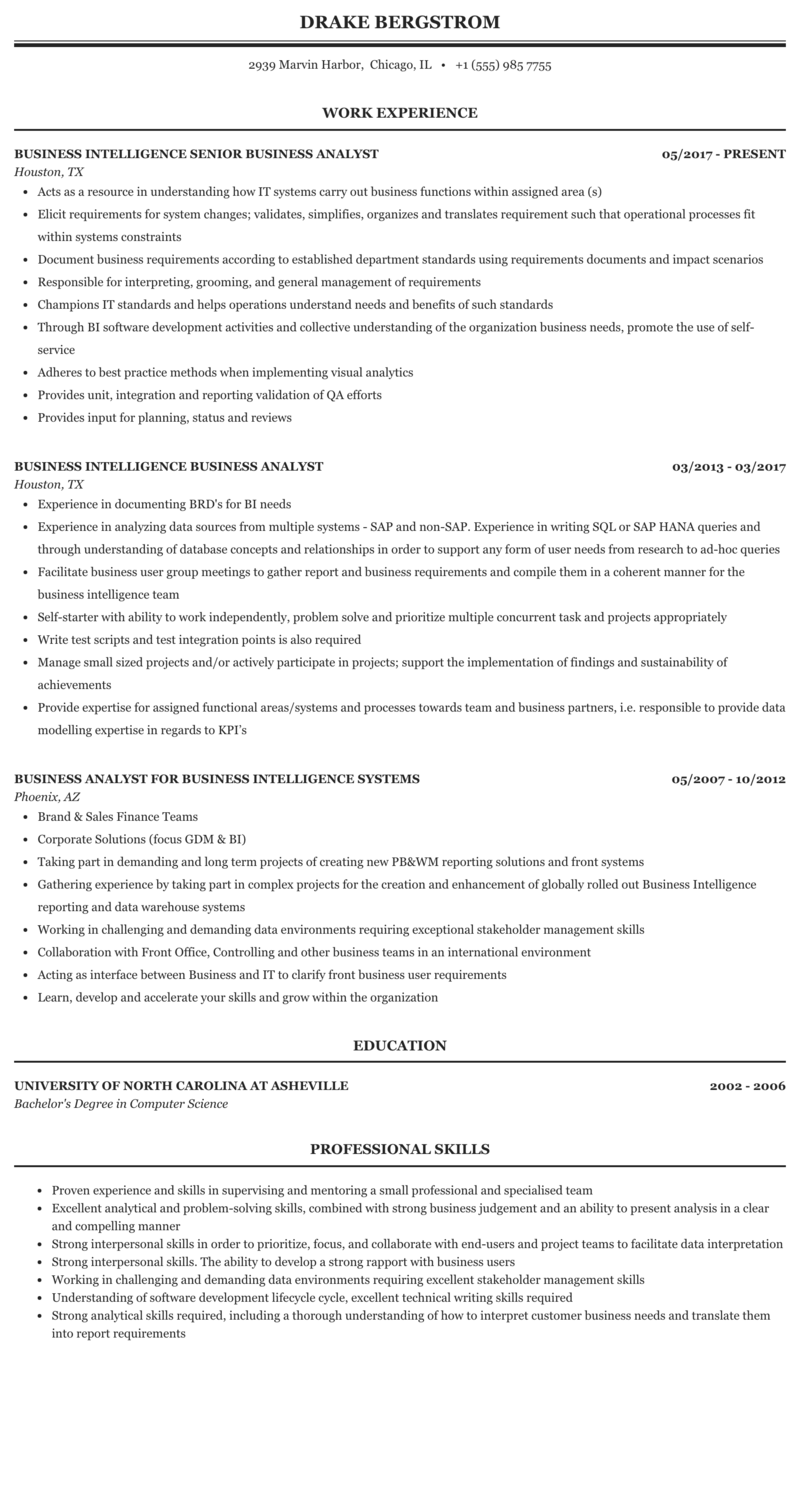 DRAKE BERGSTROM
2939 Marvin Harbor,  Chicago, IL  •  +1 (555) 985 7755
WORK EXPERIENCE
BUSINESS INTELLIGENCE SENIOR BUSINESS ANALYST 05/2017 - PRESENT
Houston, TX
• Acts as a resource in understanding how IT systems carry out business functions within assigned area (s)
• Elicit requirements for system changes; validates, simplifies, organizes and translates requirement such that operational processes fit
within systems constraints
• Document business requirements according to established department standards using requirements documents and impact scenarios
• Responsible for interpreting, grooming, and general management of requirements
• Champions IT standards and helps operations understand needs and benefits of such standards
• Through BI software development activities and collective understanding of the organization business needs, promote the use of self-
service
• Adheres to best practice methods when implementing visual analytics
• Provides unit, integration and reporting validation of QA efforts
• Provides input for planning, status and reviews
BUSINESS INTELLIGENCE BUSINESS ANALYST 03/2013 - 03/2017
Houston, TX
• Experience in documenting BRD's for BI needs
• Experience in analyzing data sources from multiple systems - SAP and non-SAP. Experience in writing SQL or SAP HANA queries and
through understanding of database concepts and relationships in order to support any form of user needs from research to ad-hoc queries
• Facilitate business user group meetings to gather report and business requirements and compile them in a coherent manner for the
business intelligence team
• Self-starter with ability to work independently, problem solve and prioritize multiple concurrent task and projects appropriately
• Write test scripts and test integration points is also required
• Manage small sized projects and/or actively participate in projects; support the implementation of findings and sustainability of
achievements
• Provide expertise for assigned functional areas/systems and processes towards team and business partners, i.e. responsible to provide data
modelling expertise in regards to KPI’s
BUSINESS ANALYST FOR BUSINESS INTELLIGENCE SYSTEMS 05/2007 - 10/2012
Phoenix, AZ
• Brand & Sales Finance Teams
• Corporate Solutions (focus GDM & BI)
• Taking part in demanding and long term projects of creating new PB&WM reporting solutions and front systems
• Gathering experience by taking part in complex projects for the creation and enhancement of globally rolled out Business Intelligence
reporting and data warehouse systems
• Working in challenging and demanding data environments requiring exceptional stakeholder management skills
• Collaboration with Front Office, Controlling and other business teams in an international environment
• Acting as interface between Business and IT to clarify front business user requirements
• Learn, develop and accelerate your skills and grow within the organization
EDUCATION
UNIVERSITY OF NORTH CAROLINA AT ASHEVILLE 2002 - 2006
Bachelor's Degree in Computer Science
PROFESSIONAL SKILLS
• Proven experience and skills in supervising and mentoring a small professional and specialised team
• Excellent analytical and problem-solving skills, combined with strong business judgement and an ability to present analysis in a clear
and compelling manner
• Strong interpersonal skills in order to prioritize, focus, and collaborate with end-users and project teams to facilitate data interpretation
• Strong interpersonal skills. The ability to develop a strong rapport with business users
• Working in challenging and demanding data environments requiring excellent stakeholder management skills
• Understanding of software development lifecycle cycle, excellent technical writing skills required
• Strong analytical skills required, including a thorough understanding of how to interpret customer business needs and translate them
into report requirements